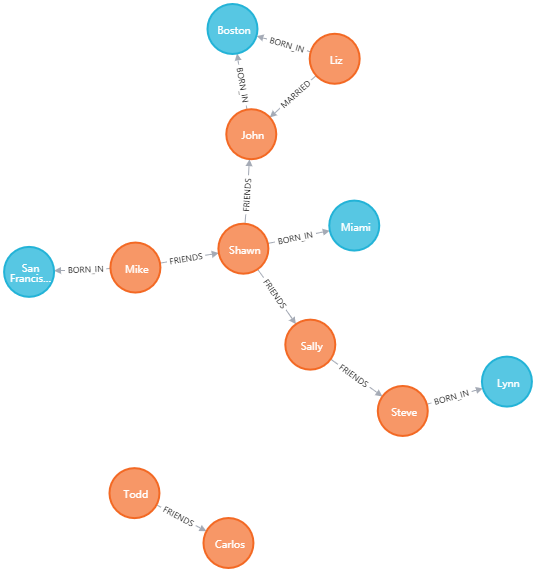 Boston
BORN_IN
Liz
BORN_IN
MARRIED
John
FRIENDS
Miami
BORN_IN
Shawn
FRIENDS
Mike
BORN_IN
San
Francis...
FRIENDS
Sally
FRIENDS
Lynn
BORN_IN
Steve
Todd
FRIENDS
Carlos